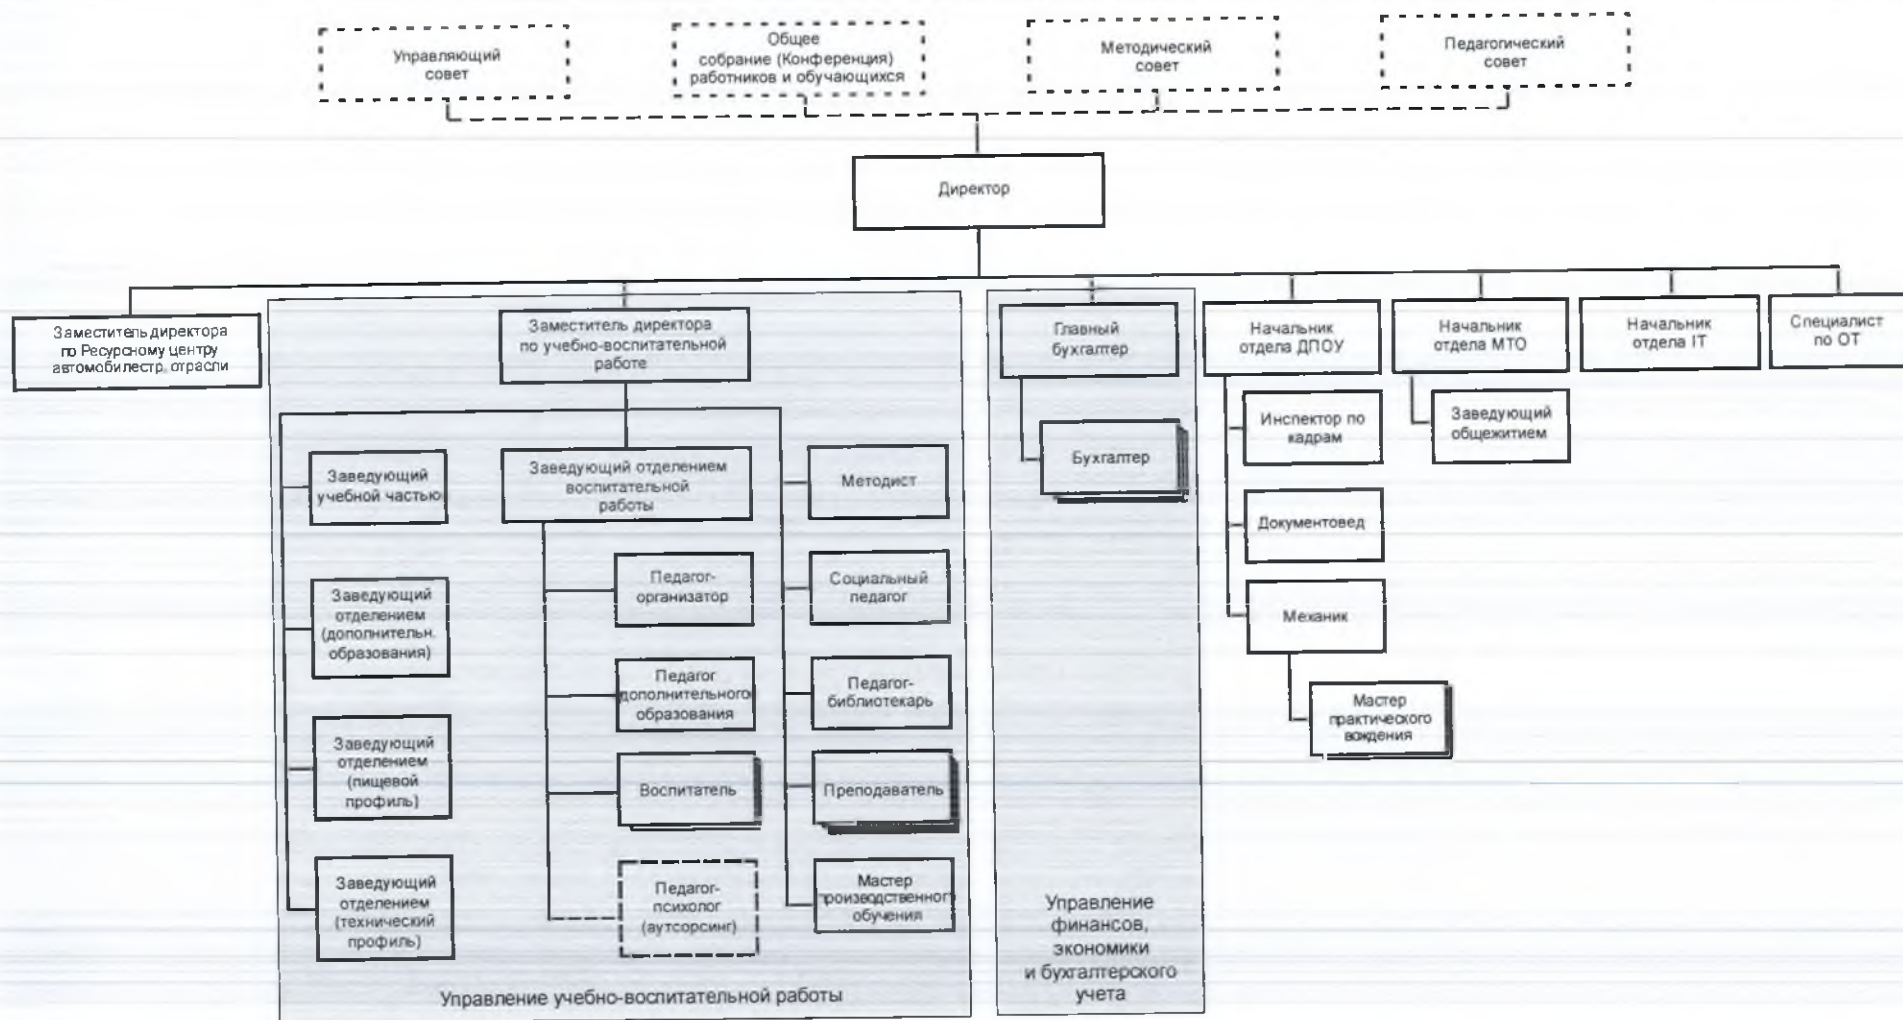 Управляющий
совет
Общее
собрание (Конференция)
работников и обучающихся
Методический
совет
Педагогический
совет
Директор
Заместитель директора
по Ресурсному центру
автомобилестр. отрасли
Заместитель директора
по учебно-воспитательной
работе
Главный
бухгалтер
Начальник
отдела ДПОУ
Начальник
отдела МТО
Начальник
отдела IT
Специалист
по ОТ
Заведующий
учебной частью
Заведующий
отделением
(дополнительн.
образования)
Заведующий
отделением
(пищевой
профиль)
Заведующий
отделением
(технический
профиль)
Заведующий отделением
воспитательной
работы
Педагог-
организатор
Педагог
дополнительного
образования
Воспитатель
Педагог-
психолог
(аутсорсинг)
Методист
Социальный
педагог
Педагог-
библиотекарь
Преподаватель
Мастер
производственног
обучения
Управление учебно-воспитательной работы
Бухгалтер
Управление
финансов,
экономики
и бухгалтерского
учета
Инспектор по
кадрам
Документовед
Механик
Мастер
практического
вождения
Заведующий
общежитием